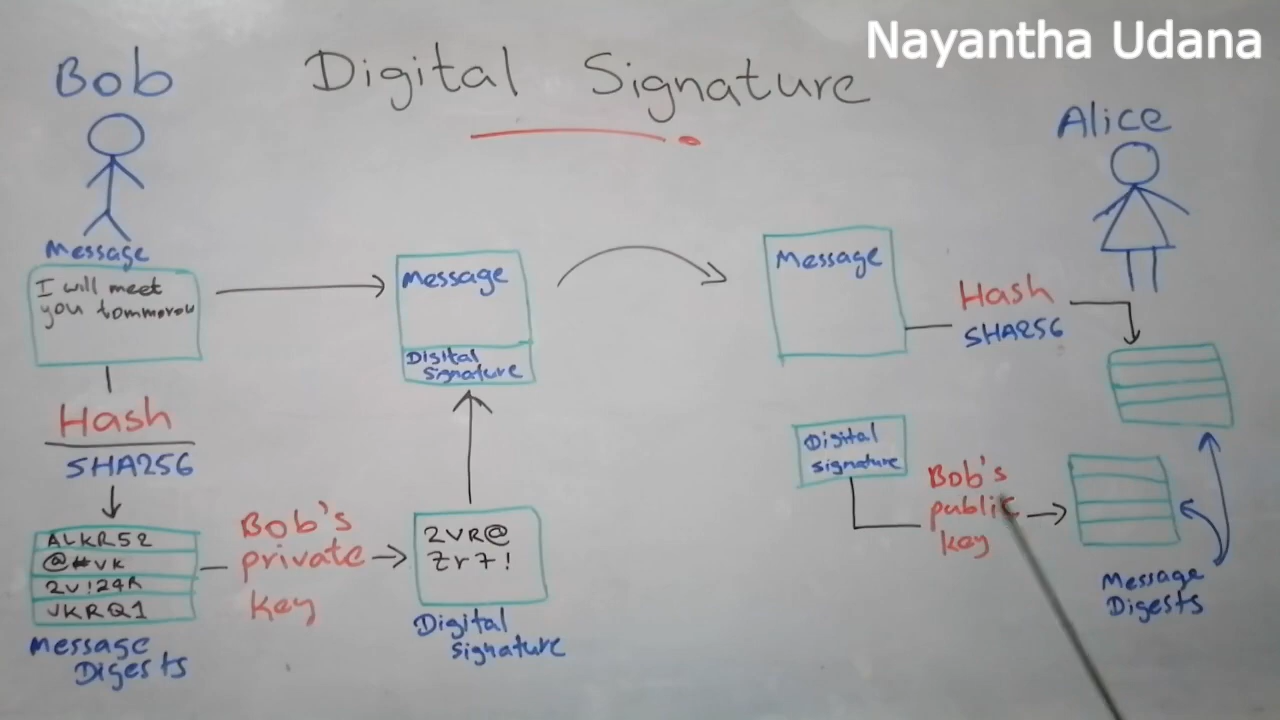 Nayantha Udana
Digital Signature
Bob
Message
I will meet
you tommorow
Hash
SHA256
ALKR52
@#VK
2V!24R
VKRQ1
Message
Digests
Bob's
private
key
2VR@
Zr7!
Digital
signature
Message
Digital
signature
Alice
Message
Hash
SHA256
Digital
signature
Bob's
public
key
Message
Digests